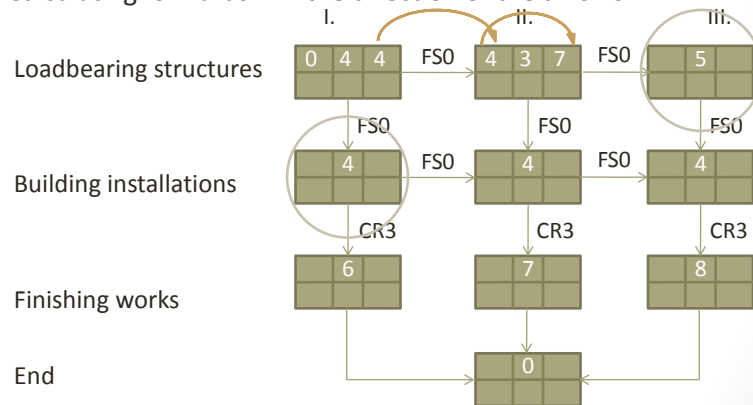 I. II. III.
Loadbearing structures 0 4 4 FS0 4 3 7 FS0 5
FS0 FS0 FS0
Building installations 4 FS0 4 FS0 4
CR3 CR3 CR3
6 7 8
Finishing works
0
End